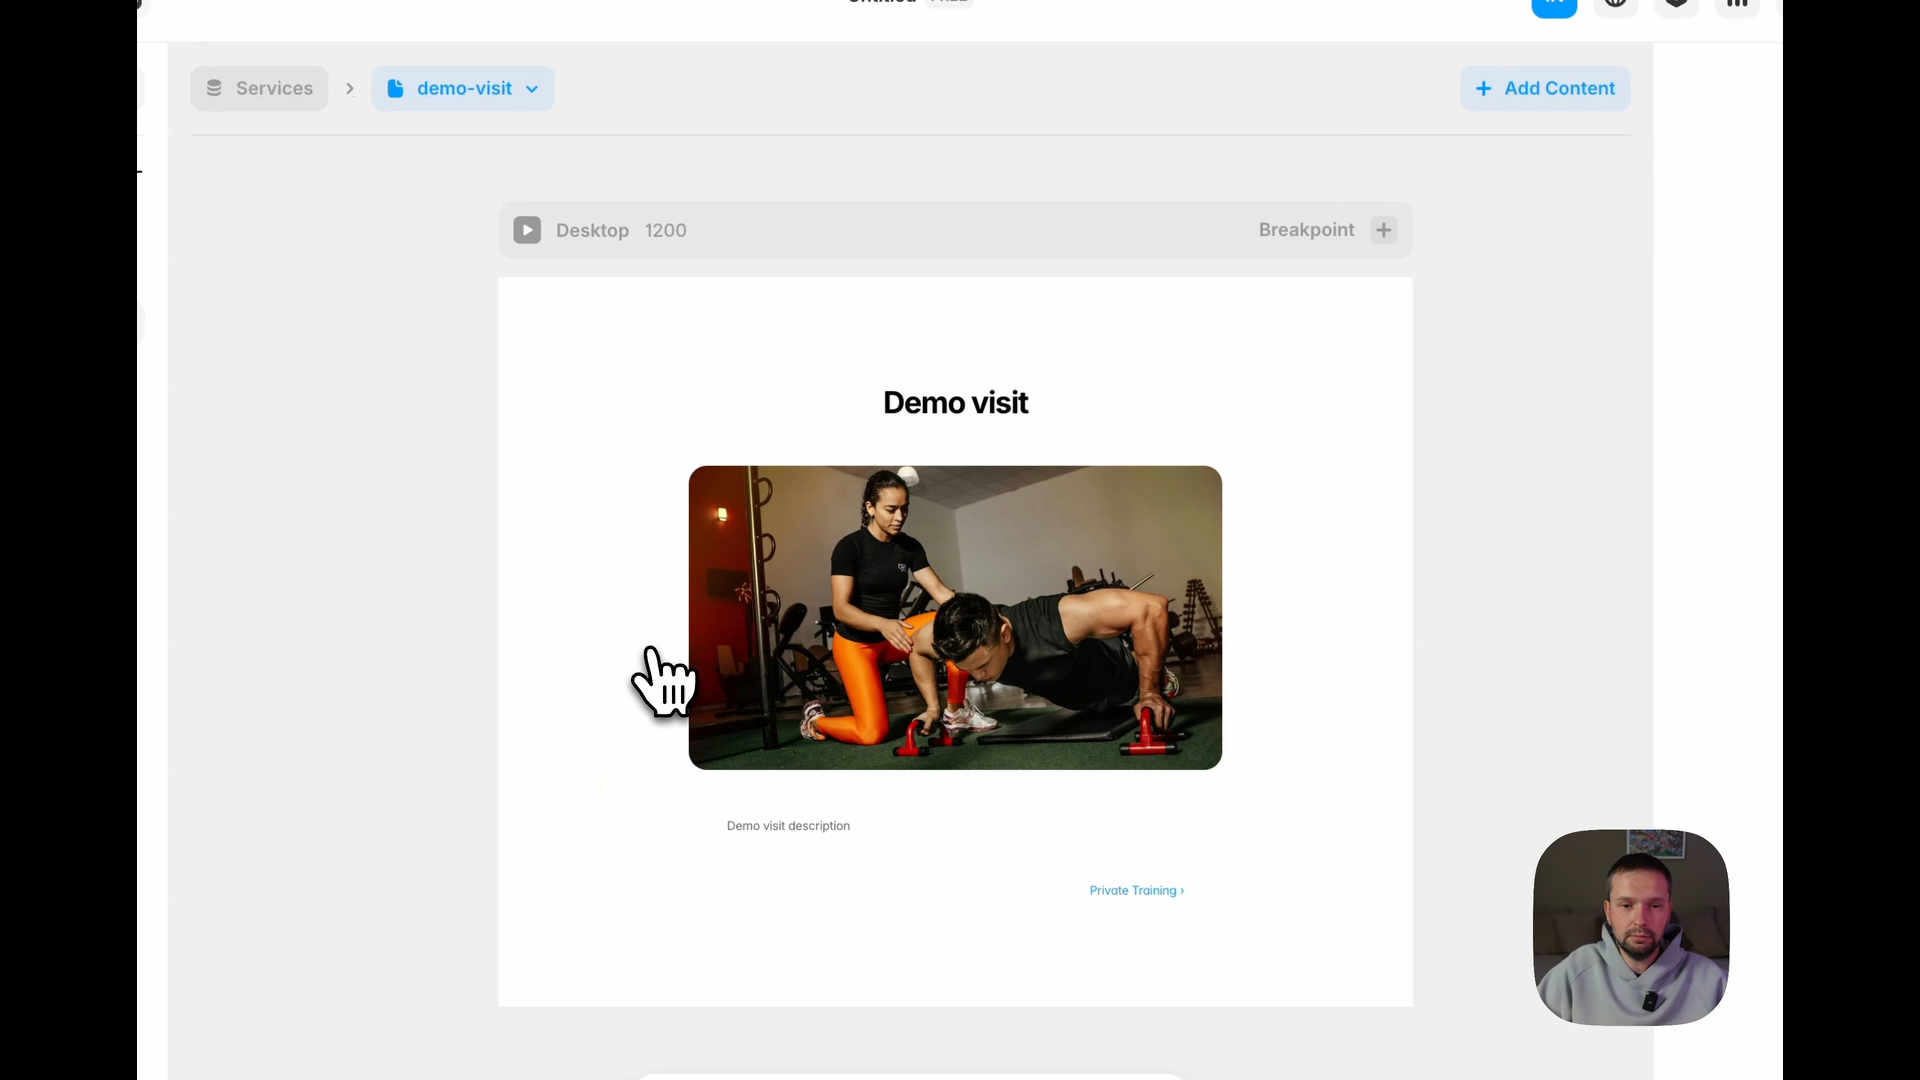 Services
demo-visit
Add Content
Desktop 1200
Breakpoint
Demo visit
Demo visit description
Private Training ›